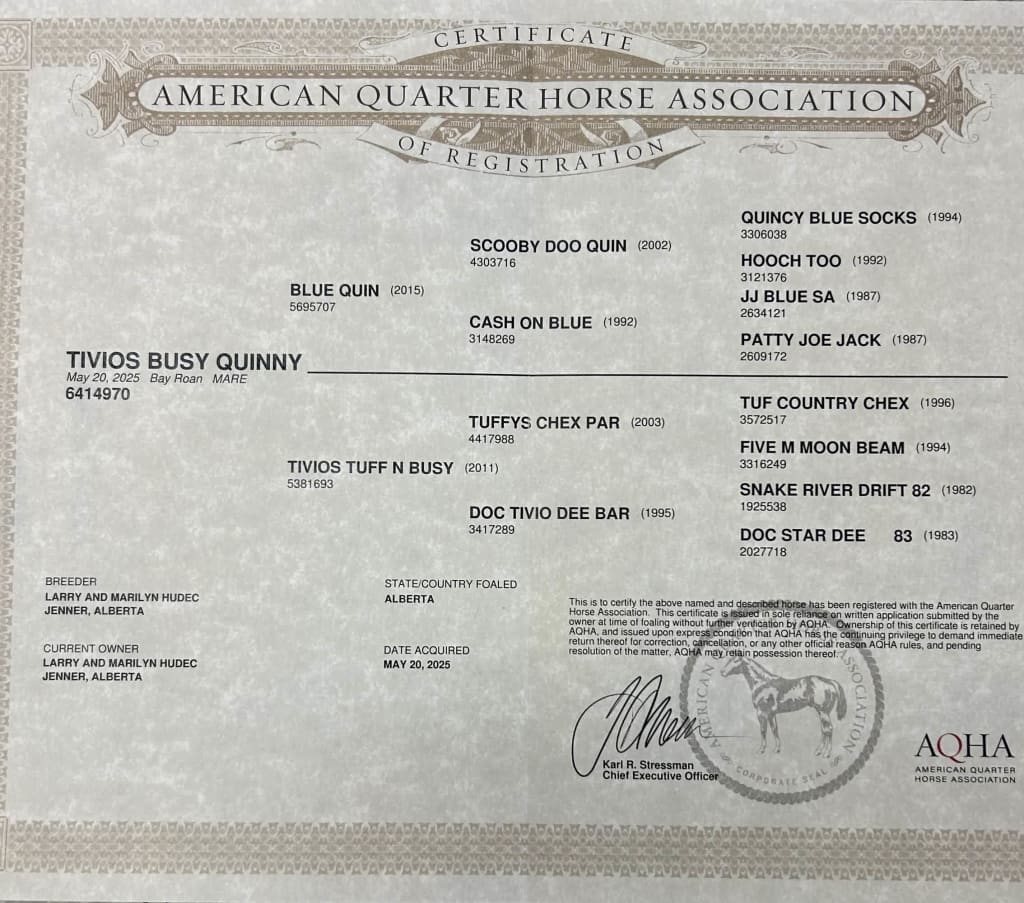 CERTIFICATE
AMERICAN QUARTER HORSE ASSOCIATION
OF REGISTRATION
QUINCY BLUE SOCKS (1994)
3306038
SCOOBY DOO QUIN (2002)
4303716
HOOCH TOO (1992)
3121376
BLUE QUIN (2015)
5695707
JJ BLUE SA (1987)
2634121
CASH ON BLUE (1992)
3148269
PATTY JOE JACK (1987)
2609172
TIVIOS BUSY QUINNY
May 20, 2025 Bay Roan MARE
6414970
TUF COUNTRY CHEX (1996)
3572517
TUFFYS CHEX PAR (2003)
4417988
FIVE M MOON BEAM (1994)
3316249
TIVIOS TUFF N BUSY (2011)
5381693
SNAKE RIVER DRIFT 82 (1982)
1925538
DOC TIVIO DEE BAR (1995)
3417289
DOC STAR DEE 83 (1983)
2027718
BREEDER
LARRY AND MARILYN HUDEC
JENNER, ALBERTA
STATE/COUNTRY FOALED
ALBERTA
CURRENT OWNER
LARRY AND MARILYN HUDEC
JENNER, ALBERTA
DATE ACQUIRED
MAY 20, 2025
This is to certify the above named and described horse has been registered with the American Quarter
Horse Association. This certificate is issued in sole reliance on written application submitted by the
owner at time of foaling without further verification by AQHA. Ownership of this certificate is retained by
AQHA, and issued upon express condition that AQHA has the continuing privilege to demand immediate
return thereof for correction, cancellation, or any other official reason AQHA rules, and pending
resolution of the matter, AQHA may retain possession thereof.
Karl R. Stressman
Chief Executive Officer
AMERICAN QUARTER HORSE ASSOCIATION
CORPORATE SEAL
AQHA
AMERICAN QUARTER
HORSE ASSOCIATION